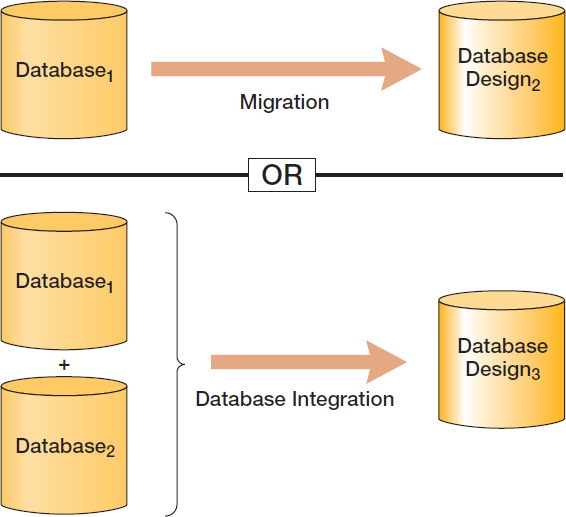 Database₁
Migration
Database
Design₂
OR
Database₁
+
Database₂
Database Integration
Database
Design₃